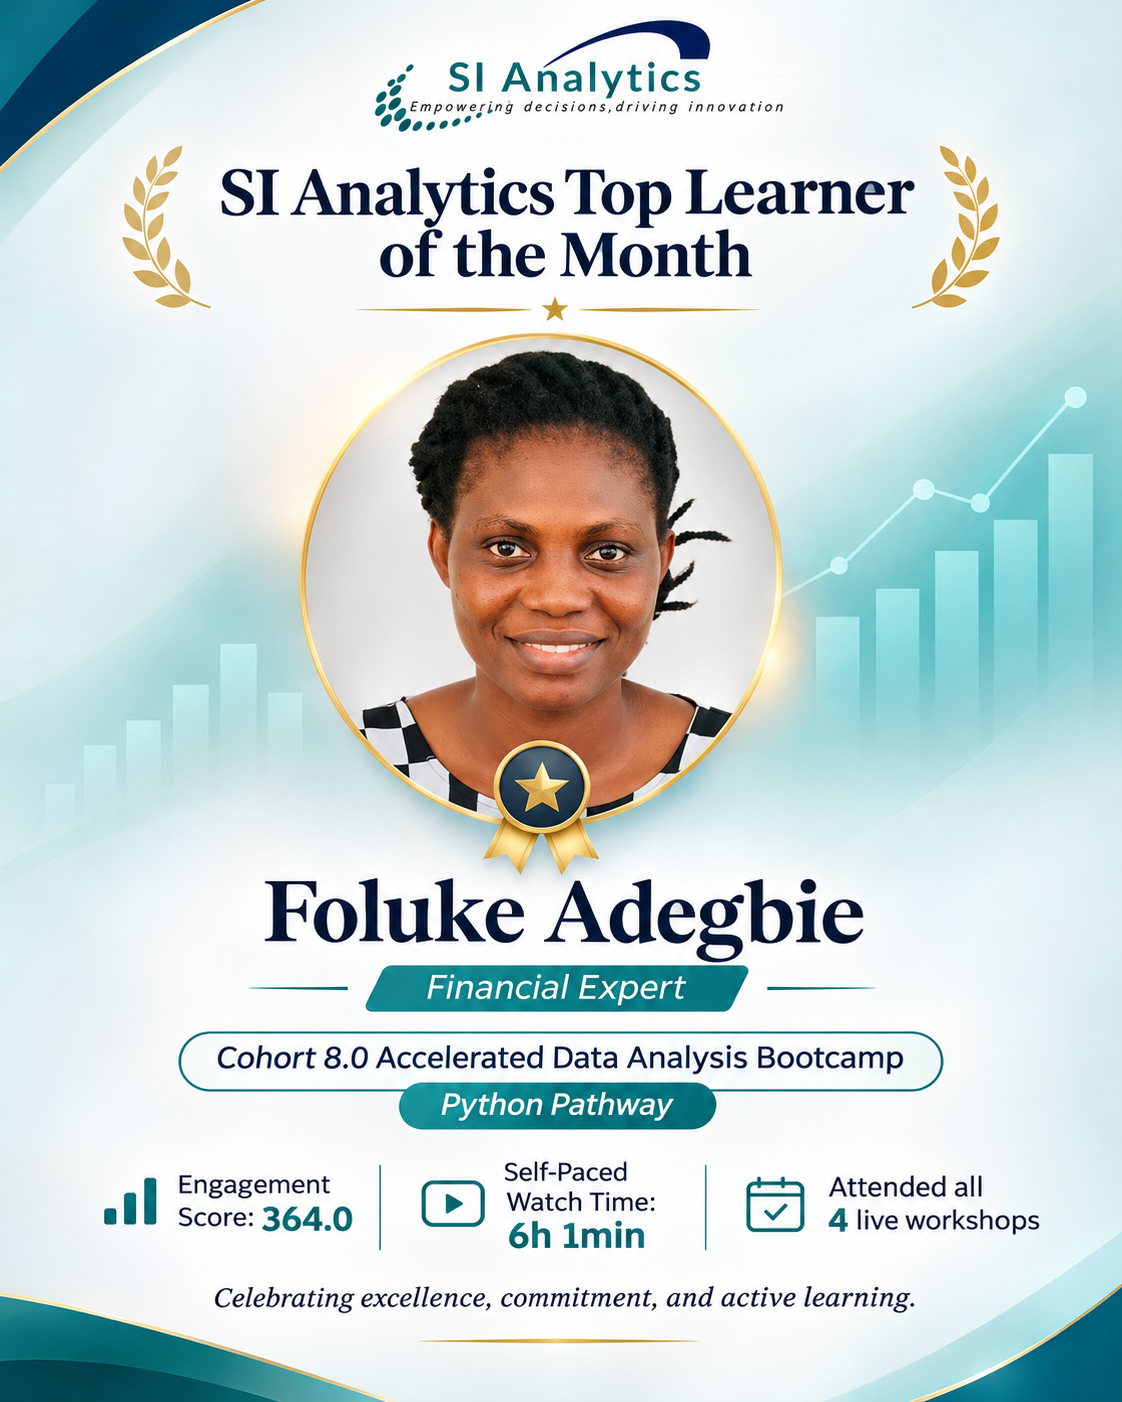 SI Analytics
Empowering decisions,driving innovation
SI Analytics Top Learner
of the Month
Foluke Adegbie
Financial Expert
Cohort 8.0 Accelerated Data Analysis Bootcamp
Python Pathway
Engagement
Score: 364.0
Self-Paced
Watch Time:
6h 1min
Attended all
4 live workshops
Celebrating excellence, commitment, and active learning.